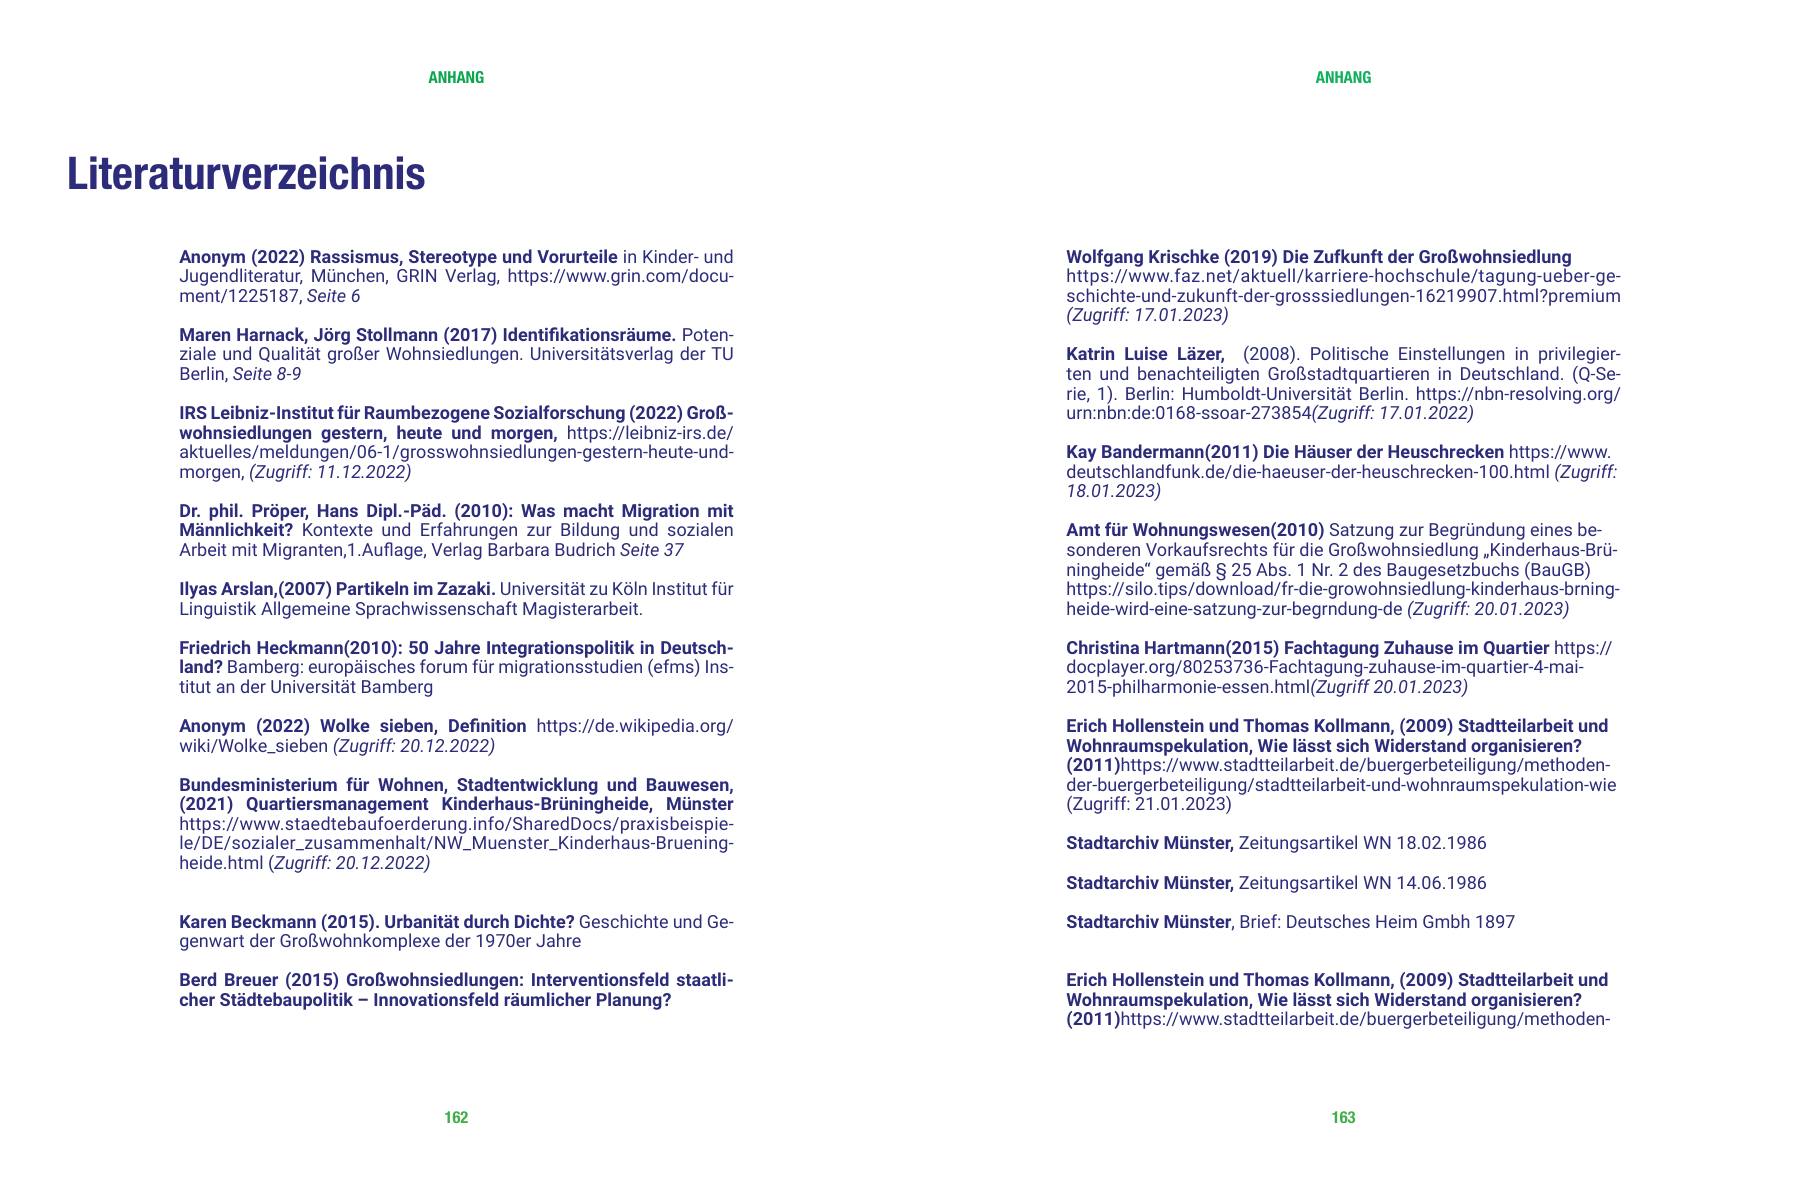 ANHANG
Literaturverzeichnis
Anonym (2022) Rassismus, Stereotype und Vorurteile in Kinder- und
Jugendliteratur, München, GRIN Verlag, https://www.grin.com/docu-
ment/1225187, Seite 6
Maren Harnack, Jörg Stollmann (2017) Identifikationsräume. Poten-
ziale und Qualität großer Wohnsiedlungen. Universitätsverlag der TU
Berlin, Seite 8-9
IRS Leibniz-Institut für Raumbezogene Sozialforschung (2022) Groß-
wohnsiedlungen gestern, heute und morgen, https://leibniz-irs.de/
aktuelles/meldungen/06-1/grosswohnsiedlungen-gestern-heute-und-
morgen, (Zugriff: 11.12.2022)
Dr. phil. Pröper, Hans Dipl.-Päd. (2010): Was macht Migration mit
Männlichkeit? Kontexte und Erfahrungen zur Bildung und sozialen
Arbeit mit Migranten,1.Auflage, Verlag Barbara Budrich Seite 37
Ilyas Arslan,(2007) Partikeln im Zazaki. Universität zu Köln Institut für
Linguistik Allgemeine Sprachwissenschaft Magisterarbeit.
Friedrich Heckmann(2010): 50 Jahre Integrationspolitik in Deutsch-
land? Bamberg: europäisches forum für migrationsstudien (efms) Ins-
titut an der Universität Bamberg
Anonym (2022) Wolke sieben, Definition https://de.wikipedia.org/
wiki/Wolke_sieben (Zugriff: 20.12.2022)
Bundesministerium für Wohnen, Stadtentwicklung und Bauwesen,
(2021) Quartiersmanagement Kinderhaus-Brüningheide, Münster
https://www.staedtebaufoerderung.info/SharedDocs/praxisbeispie-
le/DE/sozialer_zusammenhalt/NW_Muenster_Kinderhaus-Bruening-
heide.html (Zugriff: 20.12.2022)
Karen Beckmann (2015). Urbanität durch Dichte? Geschichte und Ge-
genwart der Großwohnkomplexe der 1970er Jahre
Berd Breuer (2015) Großwohnsiedlungen: Interventionsfeld staatli-
cher Städtebaupolitik – Innovationsfeld räumlicher Planung?
162
ANHANG
Wolfgang Krischke (2019) Die Zufkunft der Großwohnsiedlung
https://www.faz.net/aktuell/karriere-hochschule/tagung-ueber-ge-
schichte-und-zukunft-der-grosssiedlungen-16219907.html?premium
(Zugriff: 17.01.2023)
Katrin Luise Läzer, (2008). Politische Einstellungen in privilegier-
ten und benachteiligten Großstadtquartieren in Deutschland. (Q-Se-
rie, 1). Berlin: Humboldt-Universität Berlin. https://nbn-resolving.org/
urn:nbn:de:0168-ssoar-273854(Zugriff: 17.01.2022)
Kay Bandermann(2011) Die Häuser der Heuschrecken https://www.
deutschlandfunk.de/die-haeuser-der-heuschrecken-100.html (Zugriff:
18.01.2023)
Amt für Wohnungswesen(2010) Satzung zur Begründung eines be-
sonderen Vorkaufsrechts für die Großwohnsiedlung „Kinderhaus-Brü-
ningheide“ gemäß § 25 Abs. 1 Nr. 2 des Baugesetzbuchs (BauGB)
https://silo.tips/download/fr-die-growohnsiedlung-kinderhaus-brning-
heide-wird-eine-satzung-zur-begrndung-de (Zugriff: 20.01.2023)
Christina Hartmann(2015) Fachtagung Zuhause im Quartier https://
docplayer.org/80253736-Fachtagung-zuhause-im-quartier-4-mai-
2015-philharmonie-essen.html(Zugriff 20.01.2023)
Erich Hollenstein und Thomas Kollmann, (2009) Stadtteilarbeit und
Wohnraumspekulation, Wie lässt sich Widerstand organisieren?
(2011)https://www.stadtteilarbeit.de/buergerbeteiligung/methoden-
der-buergerbeteiligung/stadtteilarbeit-und-wohnraumspekulation-wie
(Zugriff: 21.01.2023)
Stadtarchiv Münster, Zeitungsartikel WN 18.02.1986
Stadtarchiv Münster, Zeitungsartikel WN 14.06.1986
Stadtarchiv Münster, Brief: Deutsches Heim Gmbh 1897
Erich Hollenstein und Thomas Kollmann, (2009) Stadtteilarbeit und
Wohnraumspekulation, Wie lässt sich Widerstand organisieren?
(2011)https://www.stadtteilarbeit.de/buergerbeteiligung/methoden-
163